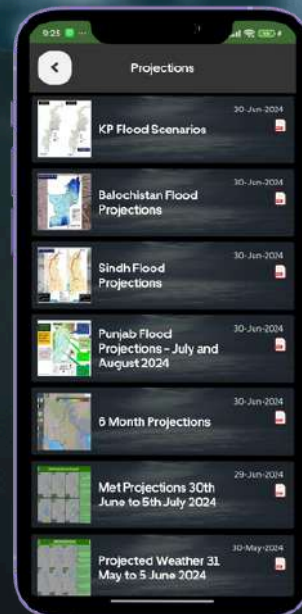 9:25
Projections
30-Jun-2024
KP Flood Scenarios
30-Jun-2024
Balochistan Flood
Projections
30-Jun-2024
Sindh Flood
Projections
30-Jun-2024
Punjab Flood
Projections - July and
August 2024
30-Jun-2024
6 Month Projections
29-Jun-2024
Met Projections 30th
June to 5th July 2024
30-May-2024
Projected Weather 31
May to 5 June 2024